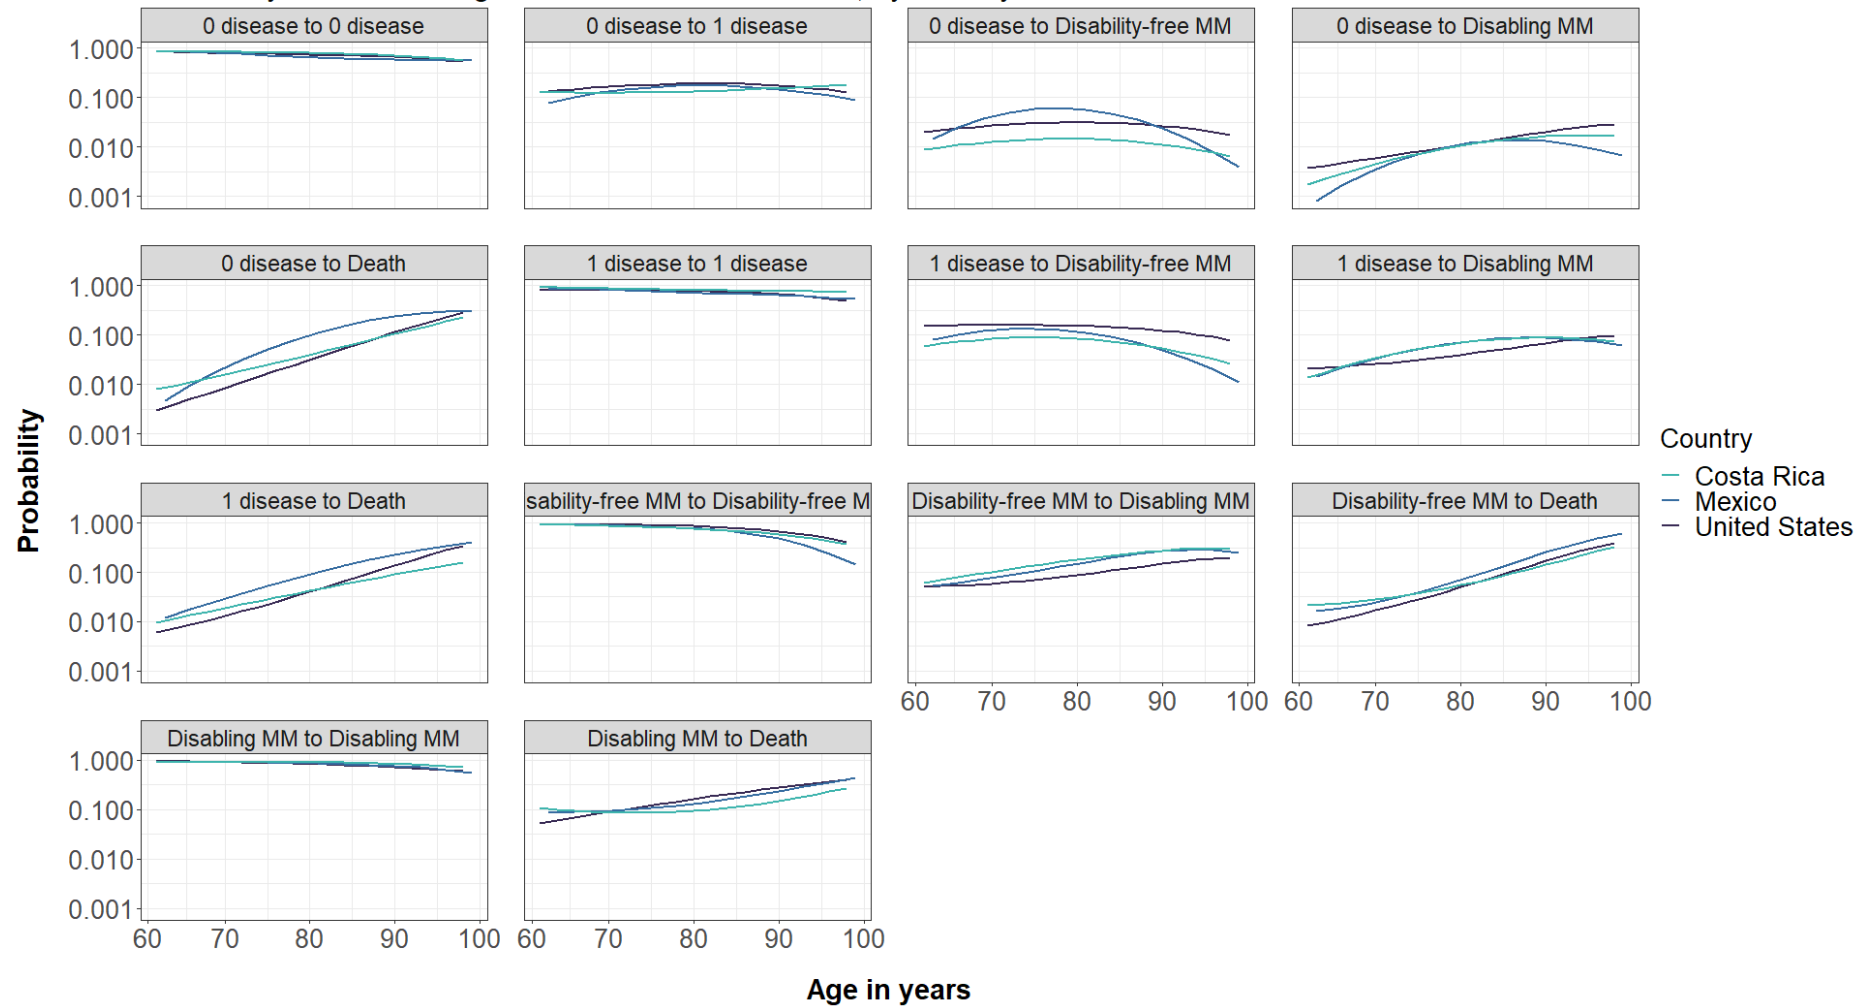 0 disease to 0 disease
0 disease to 1 disease
0 disease to Disability-free MM
0 disease to Disabling MM
1.000
0.100
0.010
0.001
0 disease to Death
1 disease to 1 disease
1 disease to Disability-free MM
1 disease to Disabling MM
1.000
0.100
0.010
0.001
1 disease to Death
sability-free MM to Disability-free M
Disability-free MM to Disabling MM
Disability-free MM to Death
1.000
0.100
0.010
0.001
60 70 80 90 100
60 70 80 90 100
Disabling MM to Disabling MM
Disabling MM to Death
1.000
0.100
0.010
0.001
60 70 80 90 100
60 70 80 90 100
Probability
Age in years
Country
Costa Rica
Mexico
United States